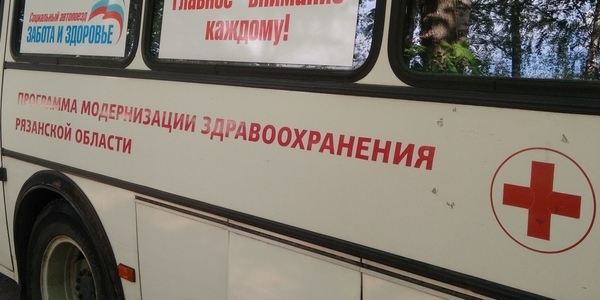 Социальный автопоезд
ЗАБОТА И ЗДОРОВЬЕ
Главное - внимание
каждому!
ПРОГРАММА МОДЕРНИЗАЦИИ ЗДРАВООХРАНЕНИЯ
РЯЗАНСКОЙ ОБЛАСТИ